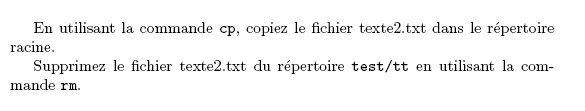 En utilisant la commande cp, copiez le fichier texte2.txt dans le répertoire
racine.
Supprimez le fichier texte2.txt du répertoire test/tt en utilisant la com-
mande rm.